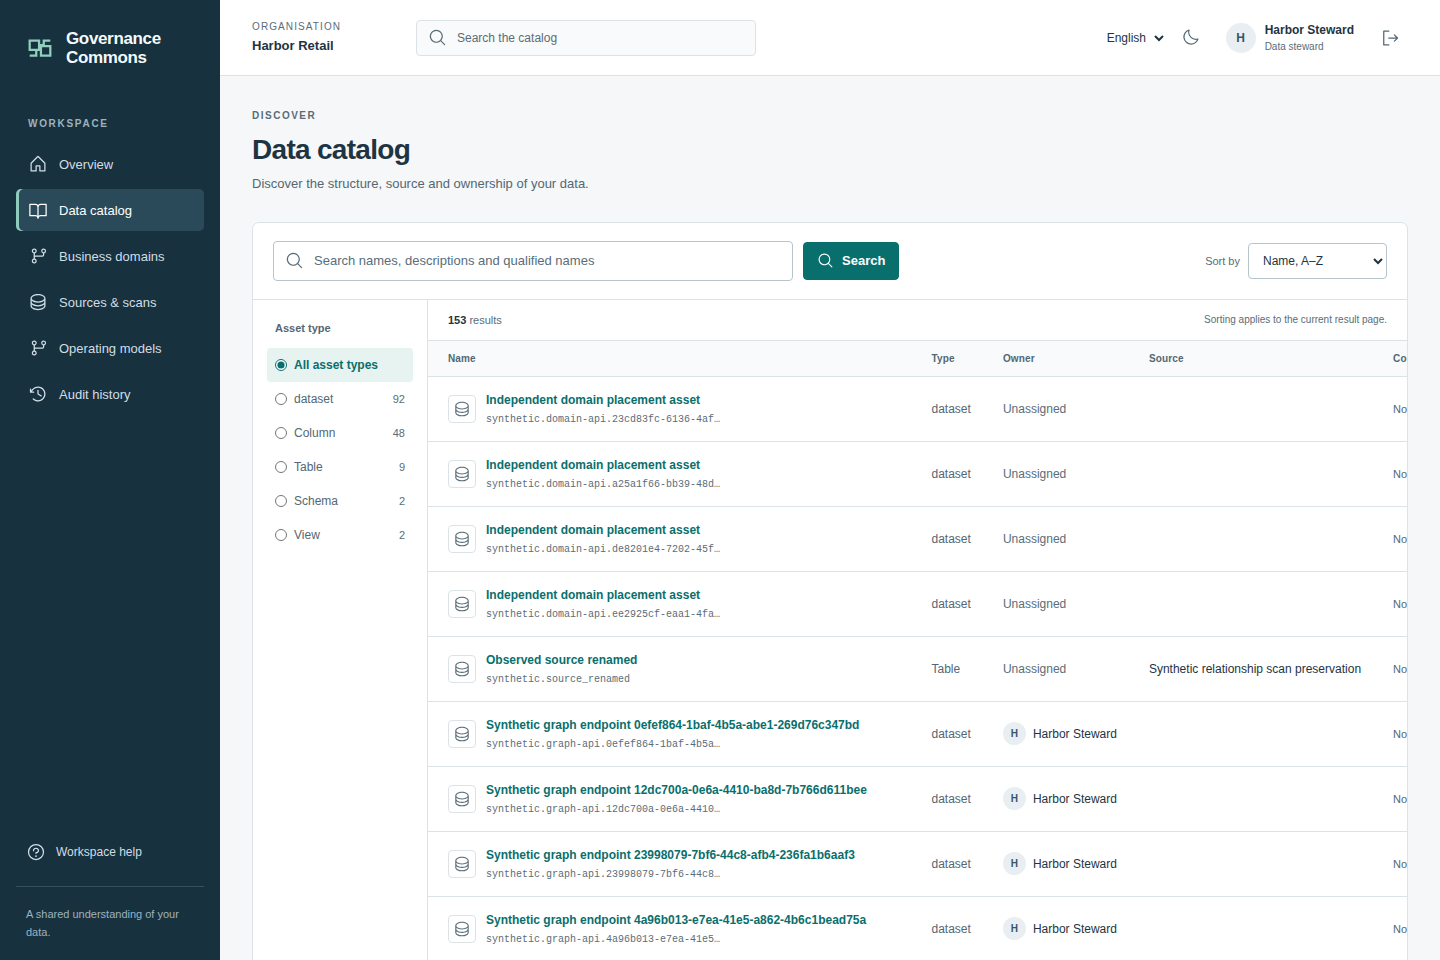 Governance
Commons
WORKSPACE
Overview
Data catalog
Business domains
Sources & scans
Operating models
Audit history
Workspace help
A shared understanding of your
data.
ORGANISATION
Harbor Retail
Search the catalog
English
H
Harbor Steward
Data steward
DISCOVER
Data catalog
Discover the structure, source and ownership of your data.
Search names, descriptions and qualified names
Search
Sort by
Name, A–Z
Asset type
All asset types
dataset 92
Column 48
Table 9
Schema 2
View 2
153 results
Sorting applies to the current result page.
Name Type Owner Source Co
Independent domain placement asset
synthetic.domain-api.23cd83fc-6136-4af…
dataset Unassigned No
Independent domain placement asset
synthetic.domain-api.a25a1f66-bb39-48d…
dataset Unassigned No
Independent domain placement asset
synthetic.domain-api.de8201e4-7202-45f…
dataset Unassigned No
Independent domain placement asset
synthetic.domain-api.ee2925cf-eaa1-4fa…
dataset Unassigned No
Observed source renamed
synthetic.source_renamed
Table Unassigned Synthetic relationship scan preservation No
Synthetic graph endpoint 0efef864-1baf-4b5a-abe1-269d76c347bd
synthetic.graph-api.0efef864-1baf-4b5a…
dataset H Harbor Steward No
Synthetic graph endpoint 12dc700a-0e6a-4410-ba8d-7b766d611bee
synthetic.graph-api.12dc700a-0e6a-4410…
dataset H Harbor Steward No
Synthetic graph endpoint 23998079-7bf6-44c8-afb4-236fa1b6aaf3
synthetic.graph-api.23998079-7bf6-44c8…
dataset H Harbor Steward No
Synthetic graph endpoint 4a96b013-e7ea-41e5-a862-4b6c1bead75a
synthetic.graph-api.4a96b013-e7ea-41e5…
dataset H Harbor Steward No